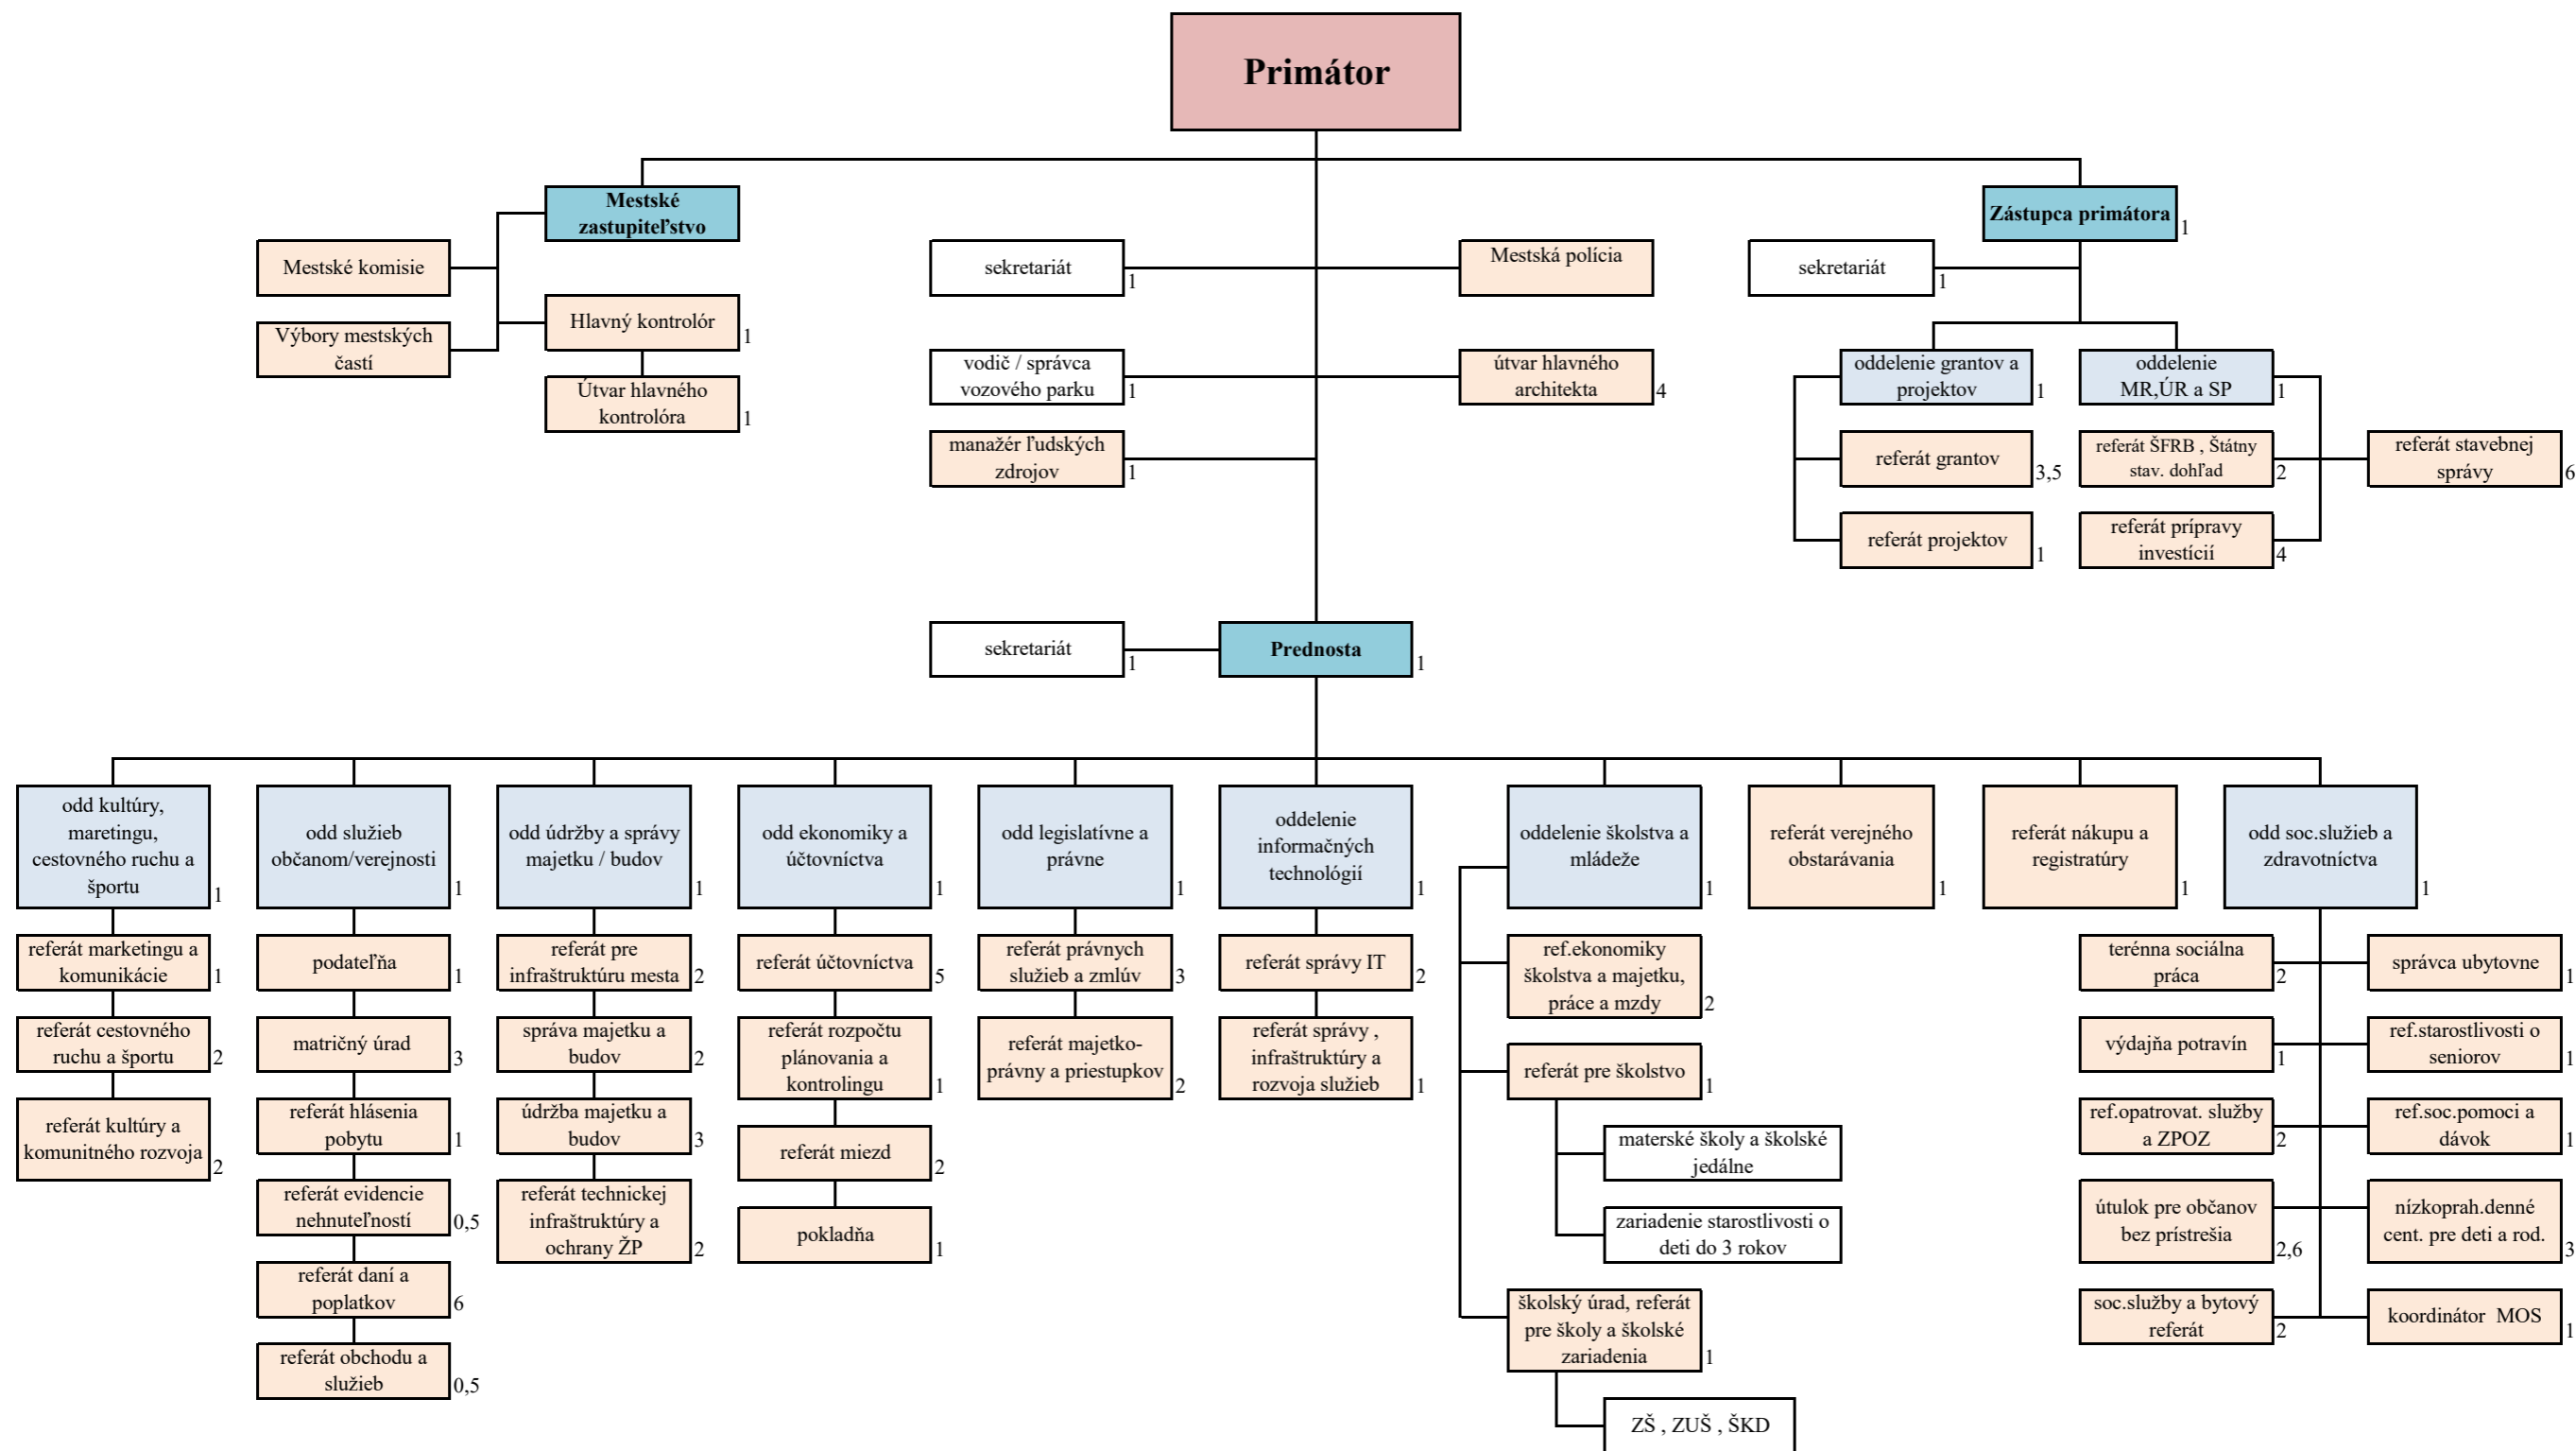 Primátor
Mestské
zastupiteľstvo
Zástupca primátora
1
Mestské komisie
sekretariát
1
Mestská polícia
sekretariát
1
Hlavný kontrolór
1
Výbory mestských
častí
vodič / správca
vozového parku
1
útvar hlavného
architekta
4
oddelenie grantov a
projektov
1
oddelenie
MR,ÚR a SP
1
Útvar hlavného
kontrolóra
1
manažér ľudských
zdrojov
1
referát grantov
3,5
referát ŠFRB , Štátny
stav. dohľad
2
referát stavebnej
správy
6
referát projektov
1
referát prípravy
investícií
4
sekretariát
1
Prednosta
1
odd kultúry,
maretingu,
cestovného ruchu a
športu
1
odd služieb
občanom/verejnosti
1
odd údržby a správy
majetku / budov
1
odd ekonomiky a
účtovníctva
1
odd legislatívne a
právne
1
oddelenie
informačných
technológií
1
oddelenie školstva a
mládeže
1
referát verejného
obstarávania
1
referát nákupu a
registratúry
1
odd soc.služieb a
zdravotníctva
1
referát marketingu a
komunikácie
1
referát cestovného
ruchu a športu
2
referát kultúry a
komunitného rozvoja
2
podateľňa
1
matričný úrad
3
referát hlásenia
pobytu
1
referát evidencie
nehnuteľností
0,5
referát daní a
poplatkov
6
referát obchodu a
služieb
0,5
referát pre
infraštruktúru mesta
2
správa majetku a
budov
2
údržba majetku a
budov
3
referát technickej
infraštruktúry a
ochrany ŽP
2
referát účtovníctva
5
referát rozpočtu
plánovania a
kontrolingu
1
referát miezd
2
pokladňa
1
referát právnych
služieb a zmlúv
3
referát majetko-
právny a priestupkov
2
referát správy IT
2
referát správy ,
infraštruktúry a
rozvoja služieb
1
ref.ekonomiky
školstva a majetku,
práce a mzdy
2
referát pre školstvo
1
materské školy a školské
jedálne
zariadenie starostlivosti o
deti do 3 rokov
školský úrad, referát
pre školy a školské
zariadenia
1
ZŠ , ZUŠ , ŠKD
terénna sociálna
práca
2
správca ubytovne
1
výdajňa potravín
1
ref.starostlivosti o
seniorov
1
ref.opatrovat. služby
a ZPOZ
2
ref.soc.pomoci a
dávok
1
útulok pre občanov
bez prístrešia
2,6
nízkoprah.denné
cent. pre deti a rod.
3
soc.služby a bytový
referát
2
koordinátor  MOS
1